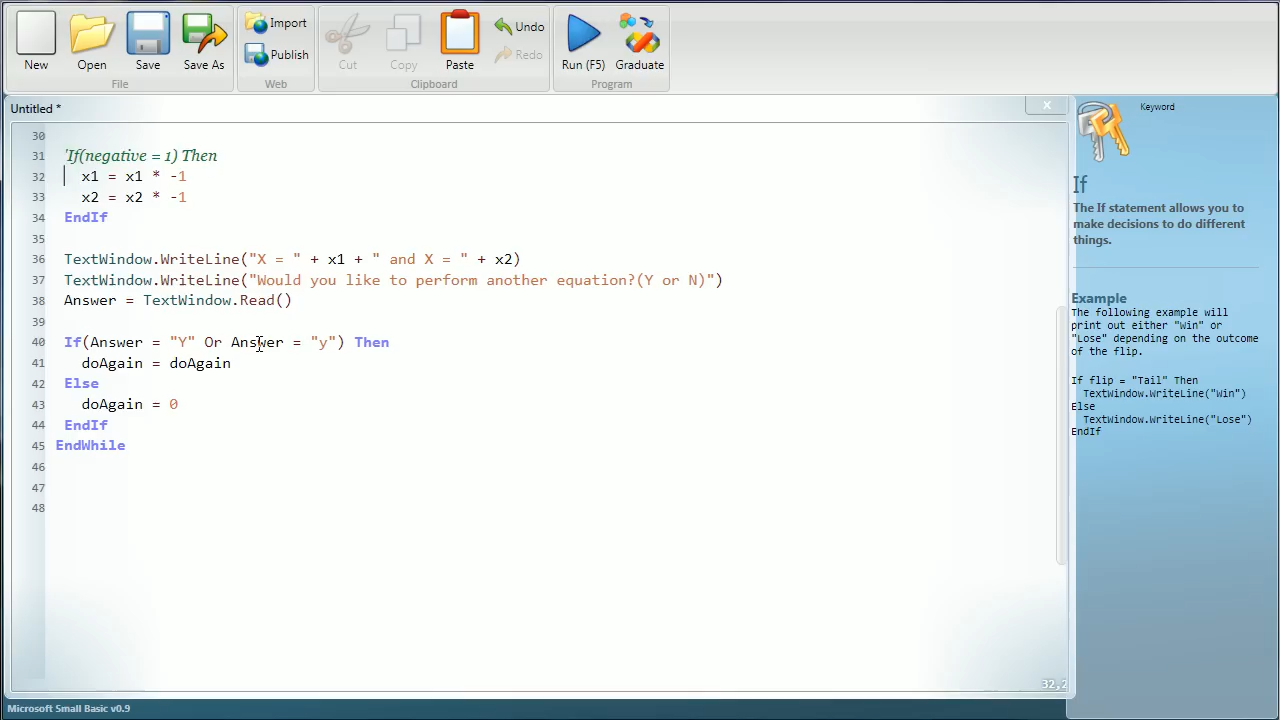 New
Open
Save
Save As
Import
Publish
Cut
Copy
Paste
Undo
Redo
Run (F5)
Graduate
File
Web
Clipboard
Program
Untitled *
30
31 'If(negative = 1) Then
32 x1 = x1 * -1
33 x2 = x2 * -1
34 EndIf
35
36 TextWindow.WriteLine("X = " + x1 + " and X = " + x2)
37 TextWindow.WriteLine("Would you like to perform another equation?(Y or N)")
38 Answer = TextWindow.Read()
39
40 If(Answer = "Y" Or Answer = "y") Then
41 doAgain = doAgain
42 Else
43 doAgain = 0
44 EndIf
45 EndWhile
46
47
48
32,2
Keyword
If
The If statement allows you to
make decisions to do different
things.
Example
The following example will
print out either "Win" or
"Lose" depending on the outcome
of the flip.
If flip = "Tail" Then
TextWindow.WriteLine("Win")
Else
TextWindow.WriteLine("Lose")
EndIf
Microsoft Small Basic v0.9